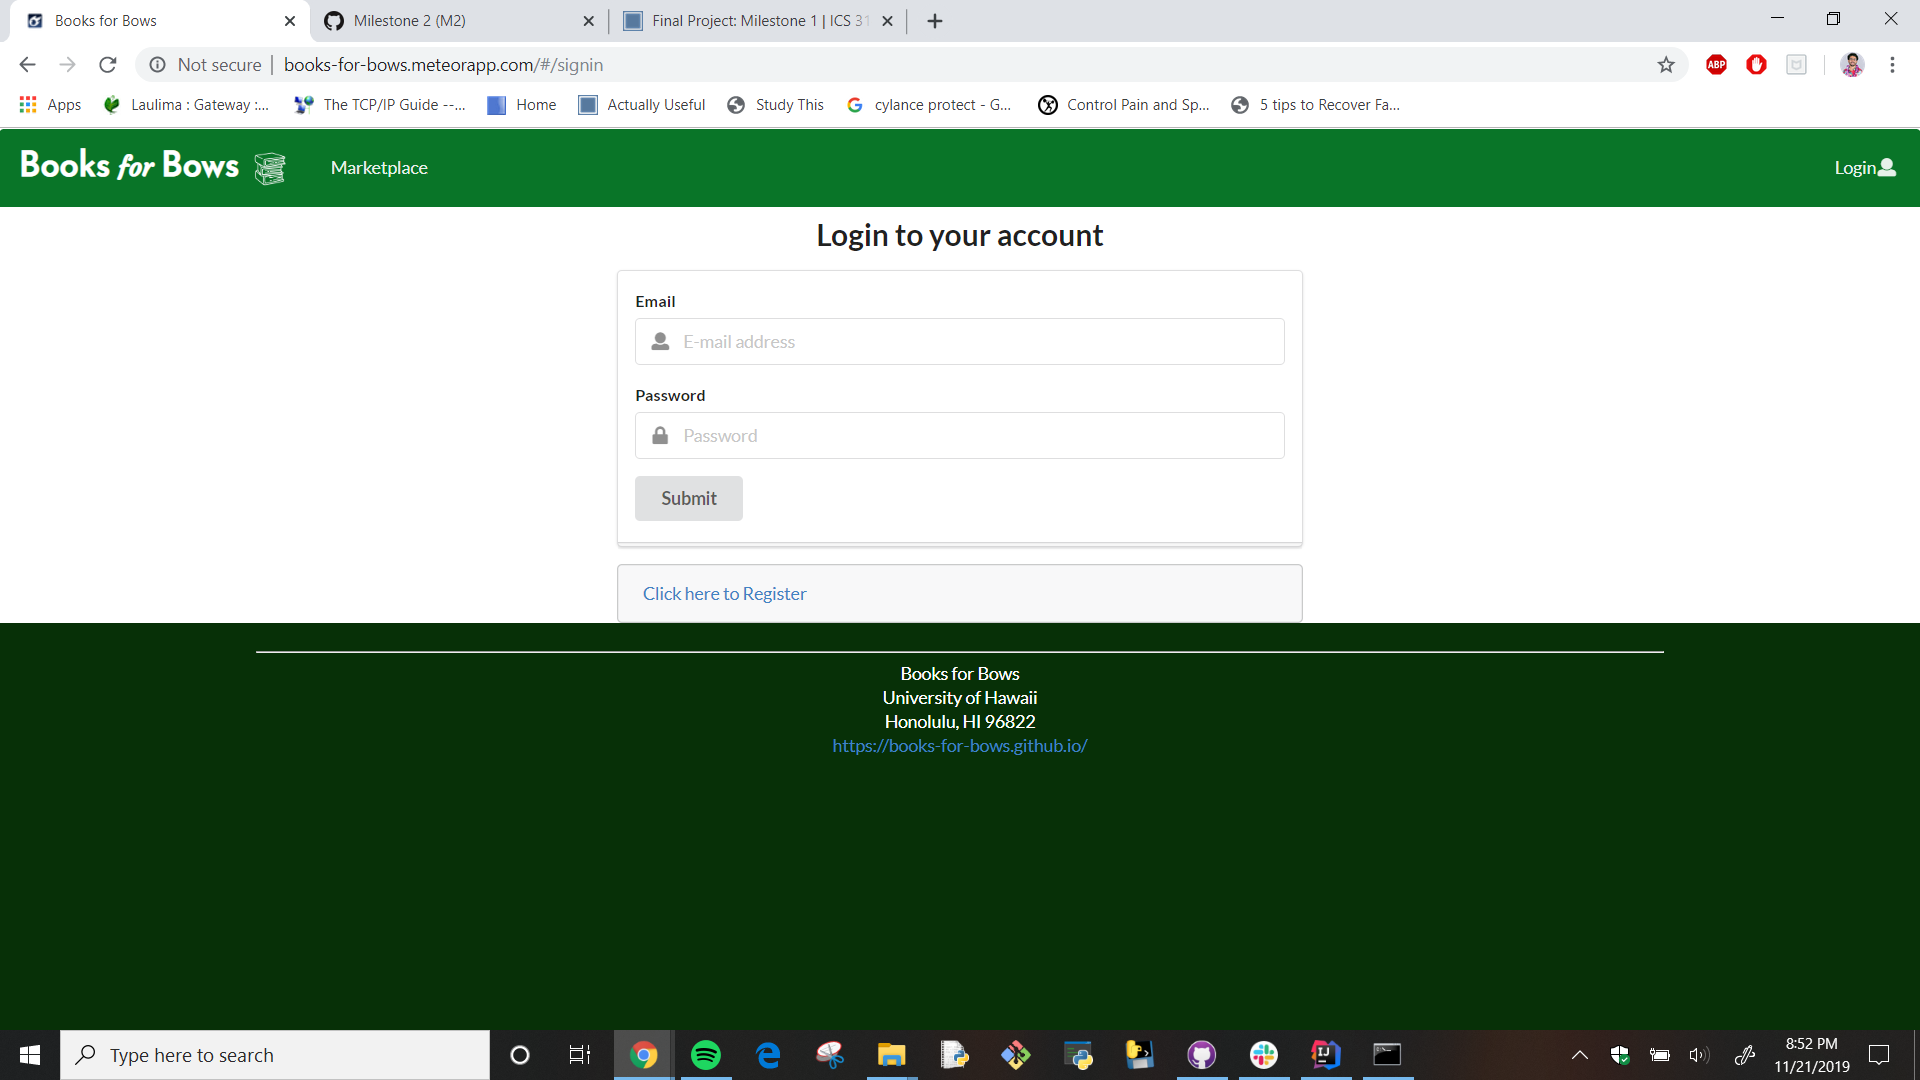 Books for Bows
Milestone 2 (M2)
Final Project: Milestone 1 | ICS 31
Not secure | books-for-bows.meteorapp.com/#/signin
ABP
Apps
Laulima : Gateway :...
The TCP/IP Guide --...
Home
Actually Useful
Study This
cylance protect - G...
Control Pain and Sp...
5 tips to Recover Fa...
Books for Bows
Marketplace
Login
Login to your account
Email
E-mail address
Password
Password
Submit
Click here to Register
Books for Bows
University of Hawaii
Honolulu, HI 96822
https://books-for-bows.github.io/
Type here to search
IJ
8:52 PM
11/21/2019